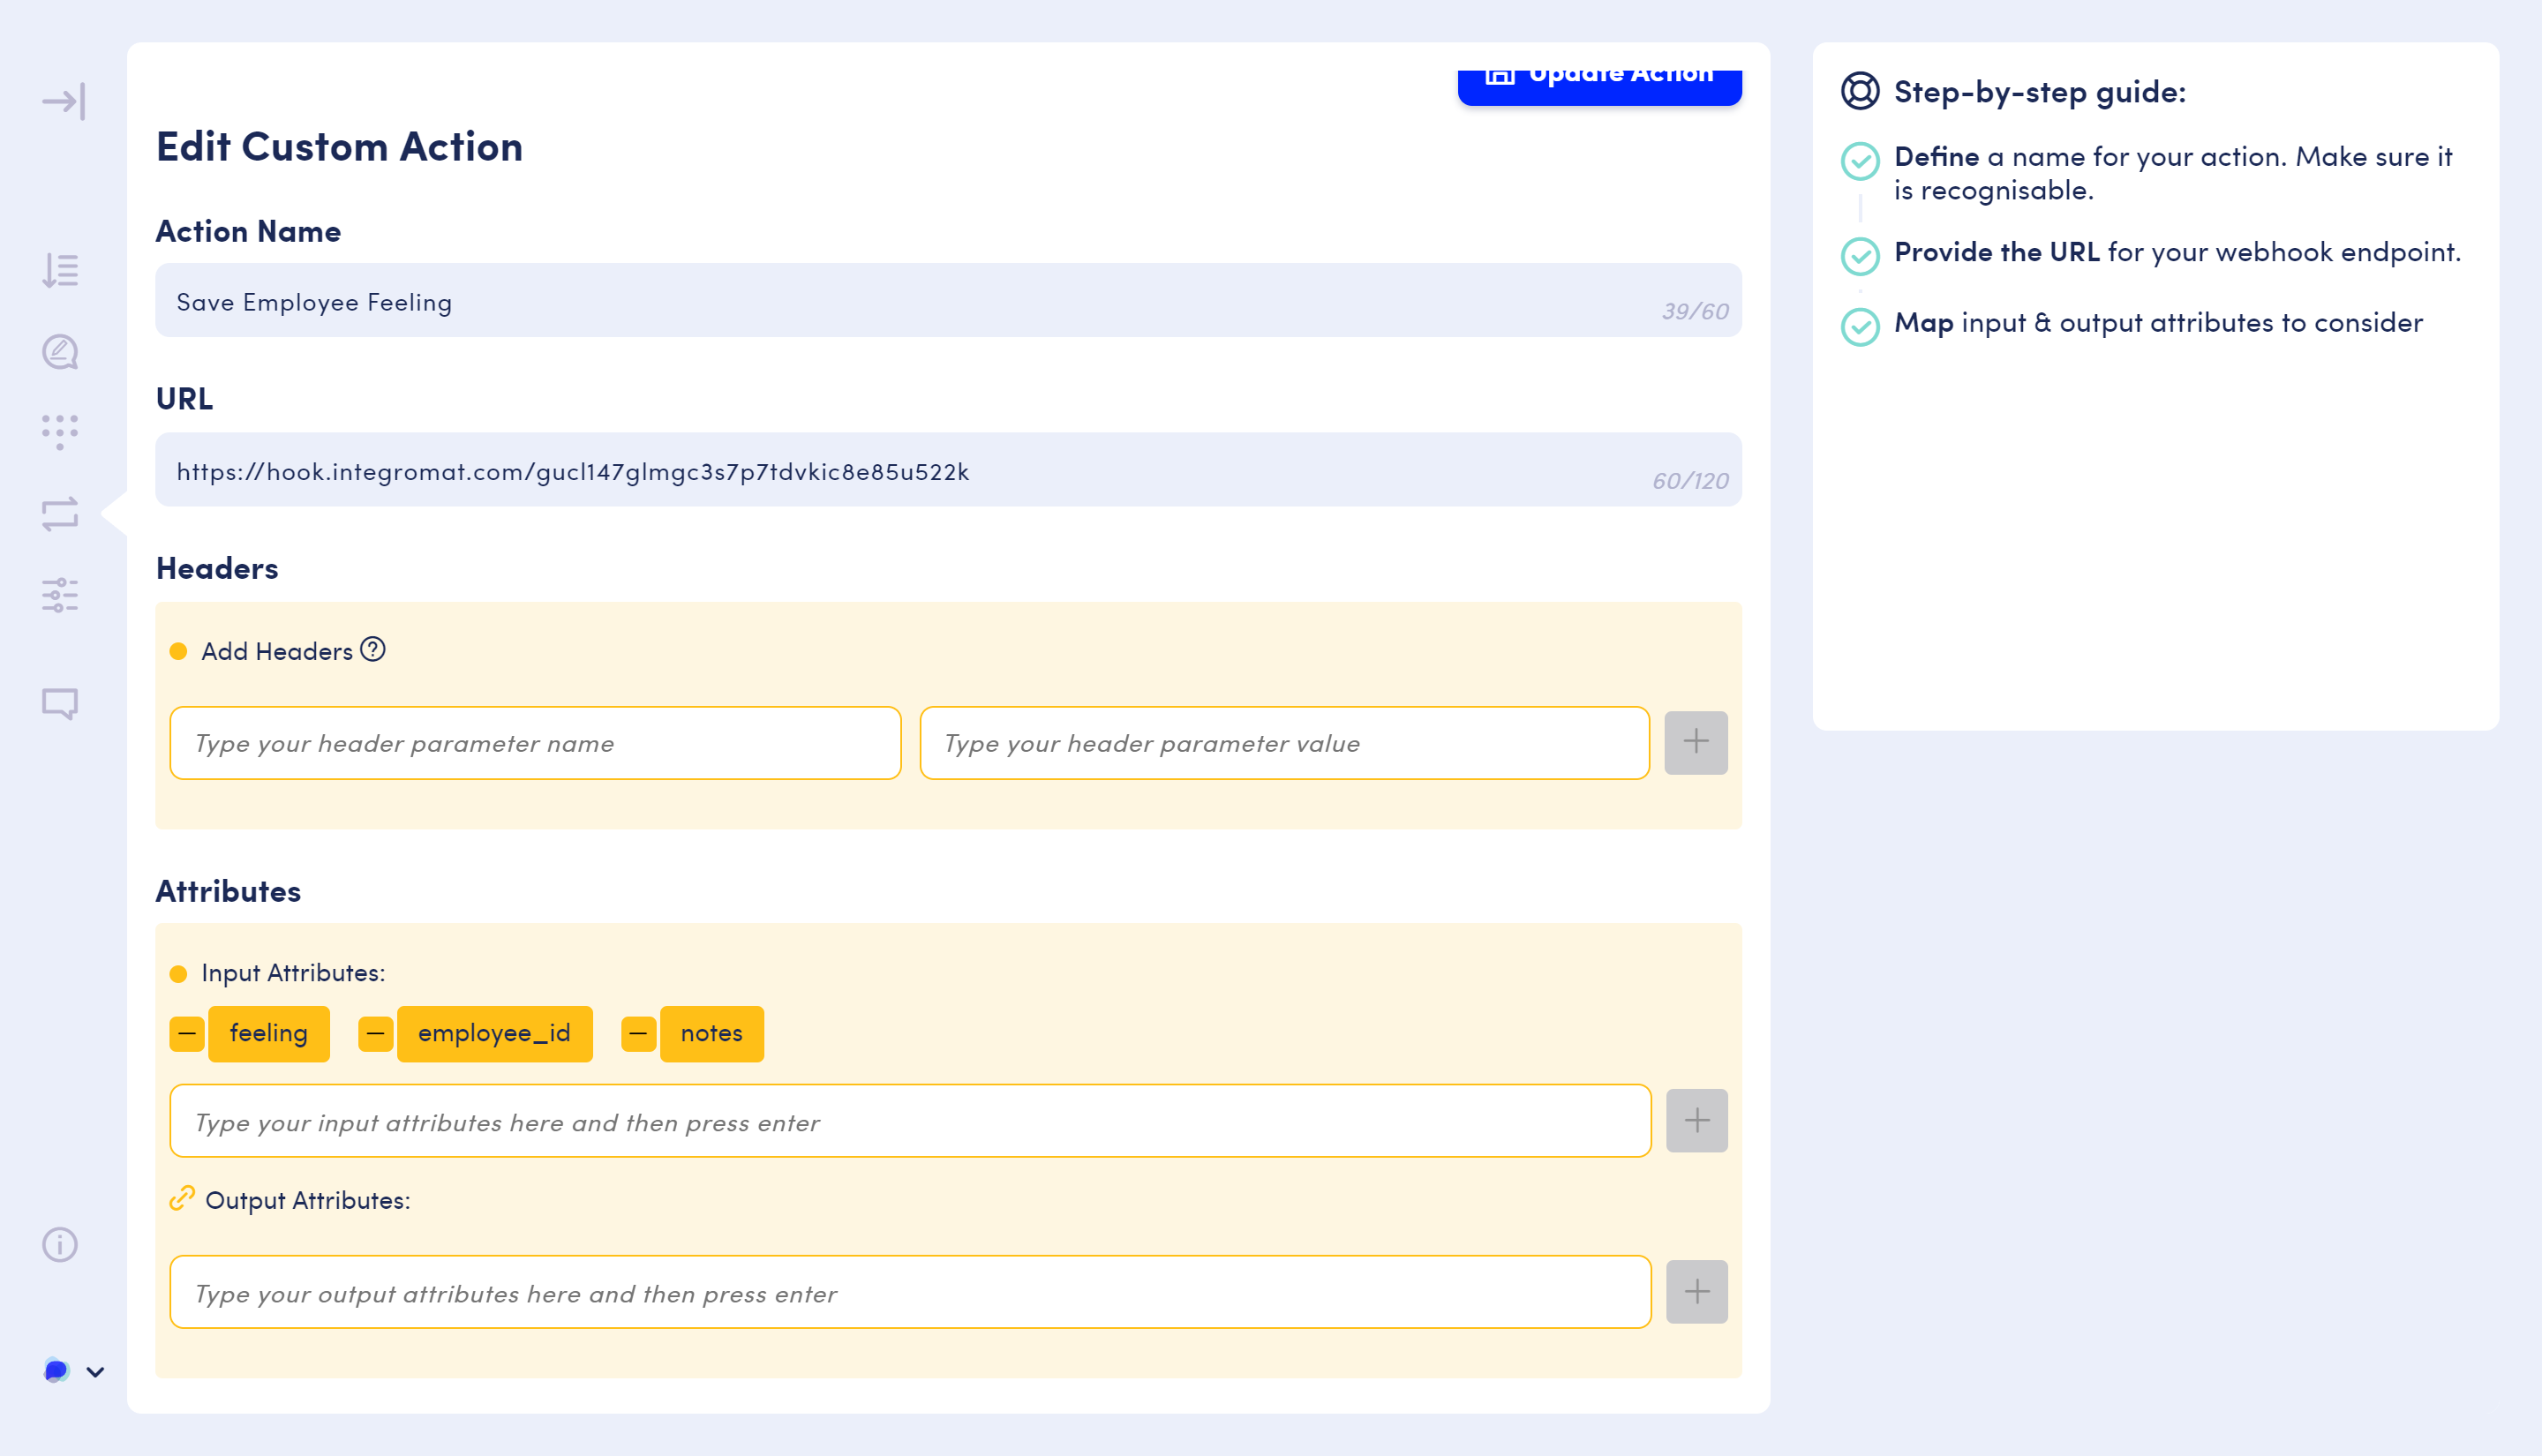 Update Action
Edit Custom Action
Action Name
Save Employee Feeling
39/60
URL
https://hook.integromat.com/gucl147glmgc3s7p7tdvkic8e85u522k
60/120
Headers
Add Headers
Type your header parameter name
Type your header parameter value
Attributes
Input Attributes:
feeling
employee_id
notes
Type your input attributes here and then press enter
Output Attributes:
Type your output attributes here and then press enter
Step-by-step guide:
Define a name for your action. Make sure it
is recognisable.
Provide the URL for your webhook endpoint.
Map input & output attributes to consider